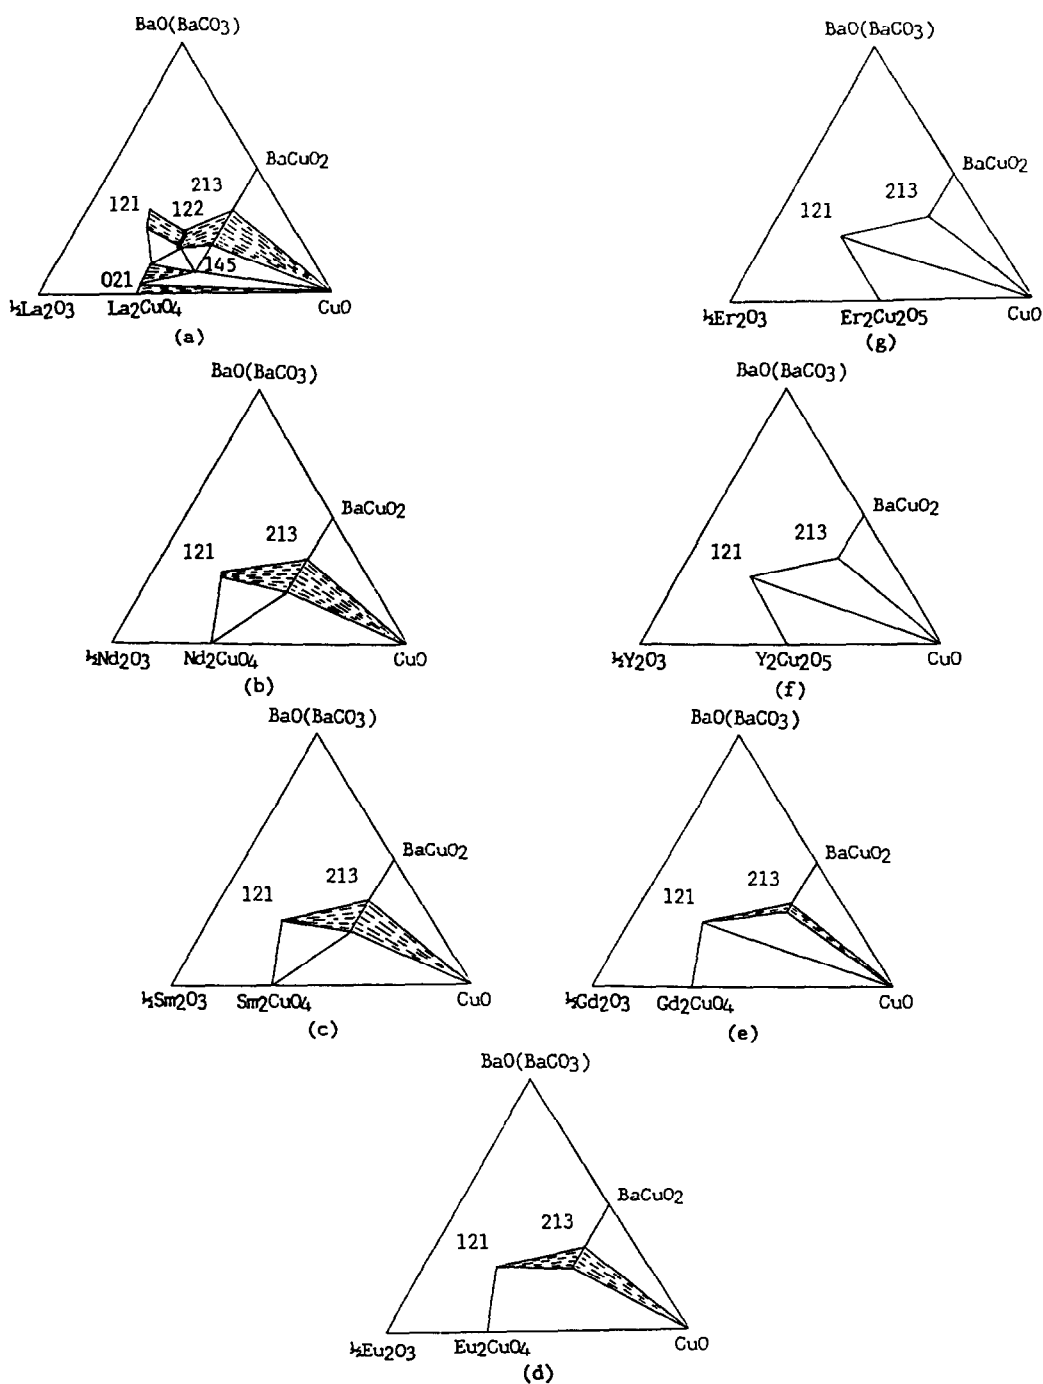 BaO(BaCO3)
BaCuO2
213
121
122
021
145
½La2O3
La2CuO4
CuO
(a)
BaO(BaCO3)
BaCuO2
213
121
½Er2O3
Er2Cu2O5
CuO
(g)
BaO(BaCO3)
BaCuO2
213
121
½Nd2O3
Nd2CuO4
CuO
(b)
BaO(BaCO3)
BaCuO2
213
121
½Y2O3
Y2Cu2O5
CuO
(f)
BaO(BaCO3)
BaCuO2
213
121
½Sm2O3
Sm2CuO4
CuO
(c)
BaO(BaCO3)
BaCuO2
213
121
½Gd2O3
Gd2CuO4
CuO
(e)
BaO(BaCO3)
BaCuO2
213
121
½Eu2O3
Eu2CuO4
CuO
(d)